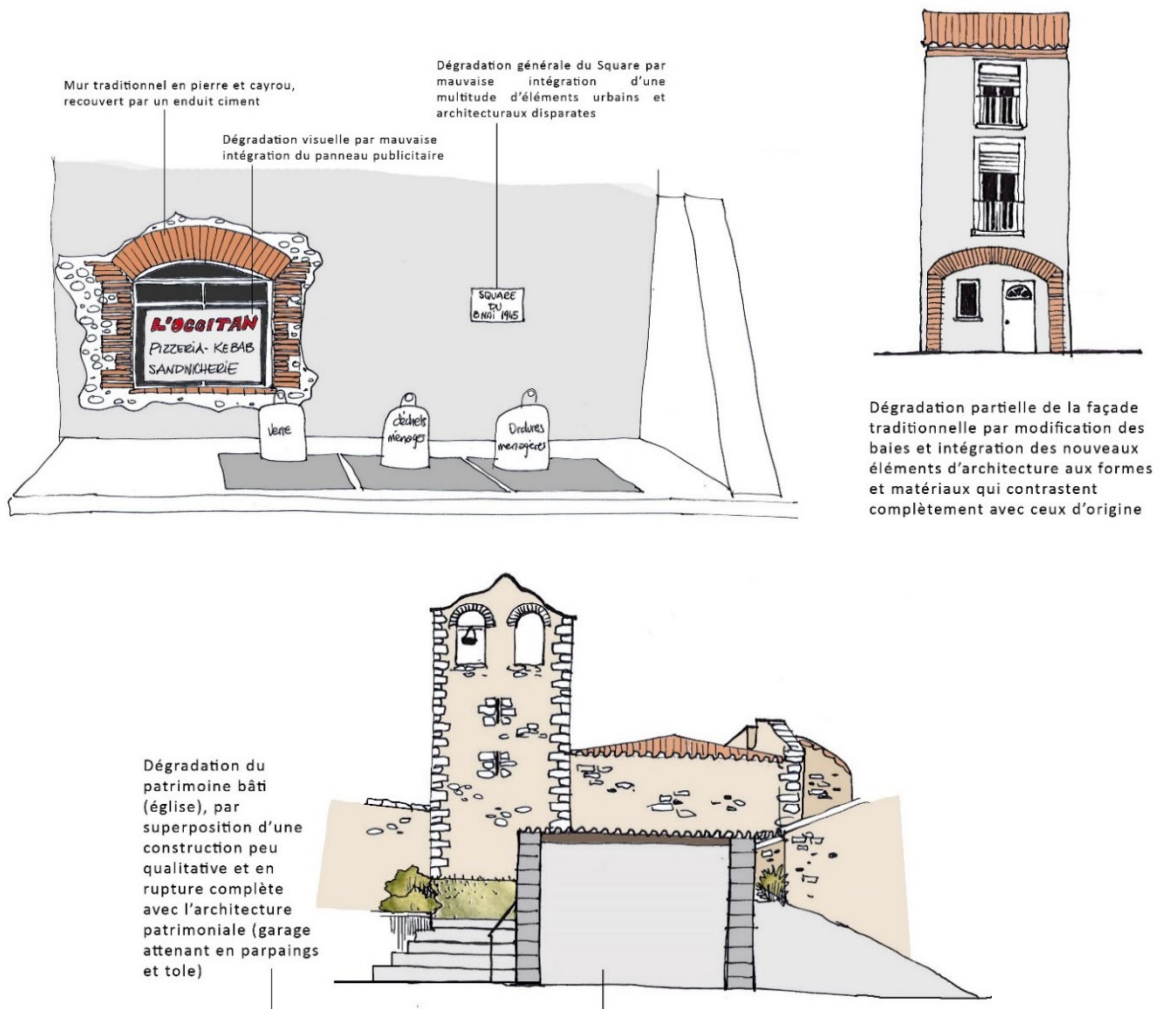 Mur traditionnel en pierre et cayrou,
recouvert par un enduit ciment
Dégradation visuelle par mauvaise
intégration du panneau publicitaire
Dégradation générale du Square par
mauvaise intégration d'une
multitude d'éléments urbains et
architecturaux disparates
L'OCCITAN
PIZZERIA - KEBAB
SANDWICHERIE
SQUARE
DU
8 MAI 1945
Verre
déchets
ménages
Ordures
menagères
Dégradation partielle de la façade
traditionnelle par modification des
baies et intégration des nouveaux
éléments d'architecture aux formes
et matériaux qui contrastent
complètement avec ceux d'origine
Dégradation du
patrimoine bâti
(église), par
superposition d'une
construction peu
qualitative et en
rupture complète
avec l'architecture
patrimoniale (garage
attenant en parpaings
et tole)